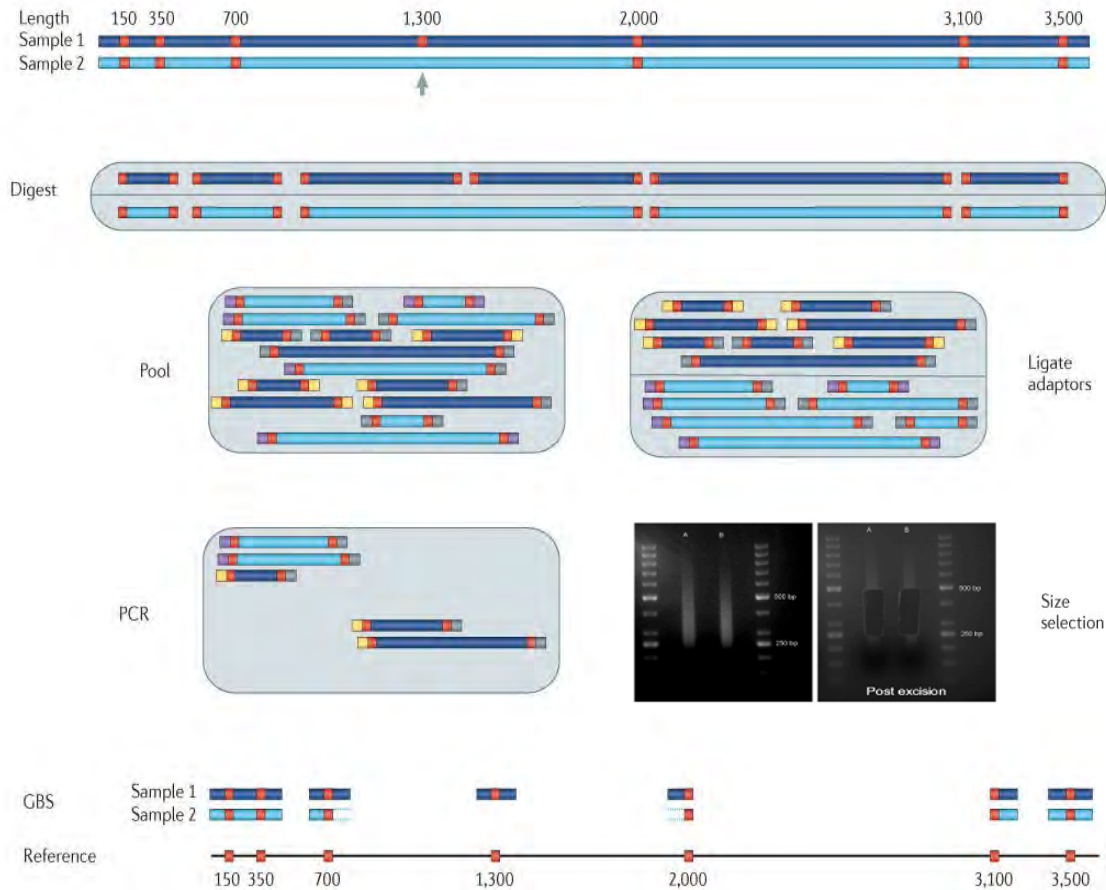 Length 150 350 700 1,300 2,000 3,100 3,500
Sample 1
Sample 2
Digest
Pool
Ligate
adaptors
PCR
A B
500 bp
250 bp
A B
500 bp
250 bp
Post excision
Size
selection
GBS
Sample 1
Sample 2
Reference
150 350 700 1,300 2,000 3,100 3,500